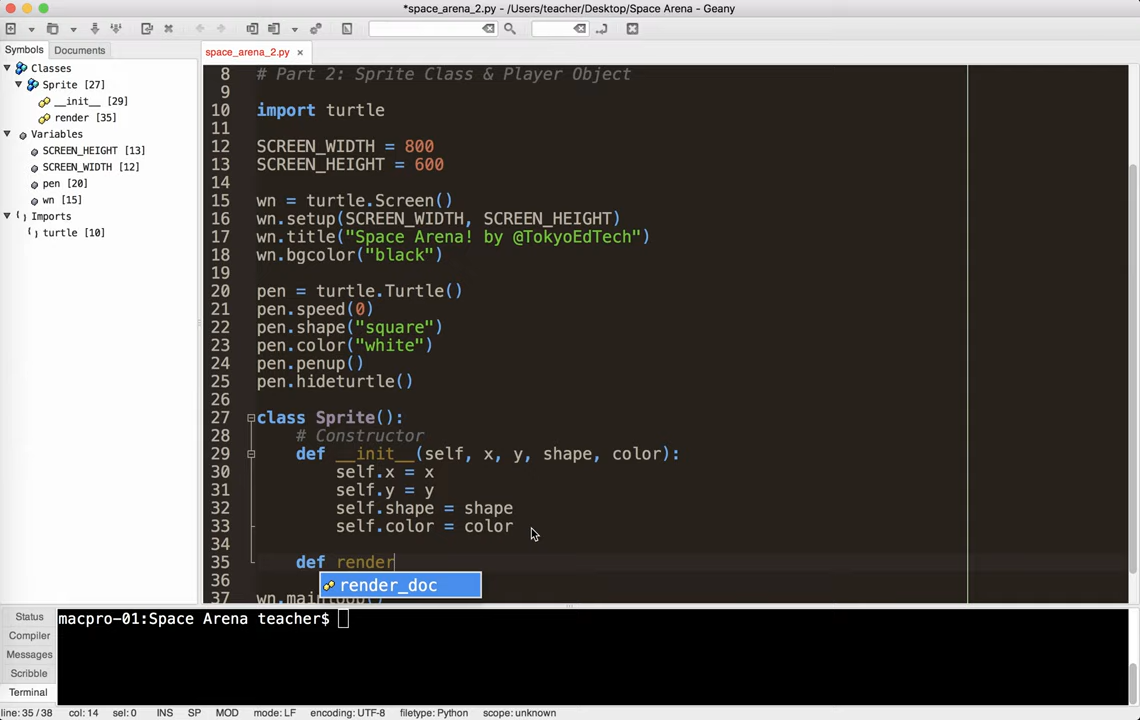 *space_arena_2.py - /Users/teacher/Desktop/Space Arena - Geany
Symbols Documents
Classes
Sprite [27]
__init__ [29]
render [35]
Variables
SCREEN_HEIGHT [13]
SCREEN_WIDTH [12]
pen [20]
wn [15]
Imports
turtle [10]
space_arena_2.py ×
8 # Part 2: Sprite Class & Player Object
9
10 import turtle
11
12 SCREEN_WIDTH = 800
13 SCREEN_HEIGHT = 600
14
15 wn = turtle.Screen()
16 wn.setup(SCREEN_WIDTH, SCREEN_HEIGHT)
17 wn.title("Space Arena! by @TokyoEdTech")
18 wn.bgcolor("black")
19
20 pen = turtle.Turtle()
21 pen.speed(0)
22 pen.shape("square")
23 pen.color("white")
24 pen.penup()
25 pen.hideturtle()
26
27 class Sprite():
28 # Constructor
29 def __init__(self, x, y, shape, color):
30 self.x = x
31 self.y = y
32 self.shape = shape
33 self.color = color
34
35 def render
render_doc
36
37 wn.mainloop()
Status
Compiler
Messages
Scribble
Terminal
macpro-01:Space Arena teacher$
line: 35 / 38 col: 14 sel: 0 INS SP MOD mode: LF encoding: UTF-8 filetype: Python scope: unknown